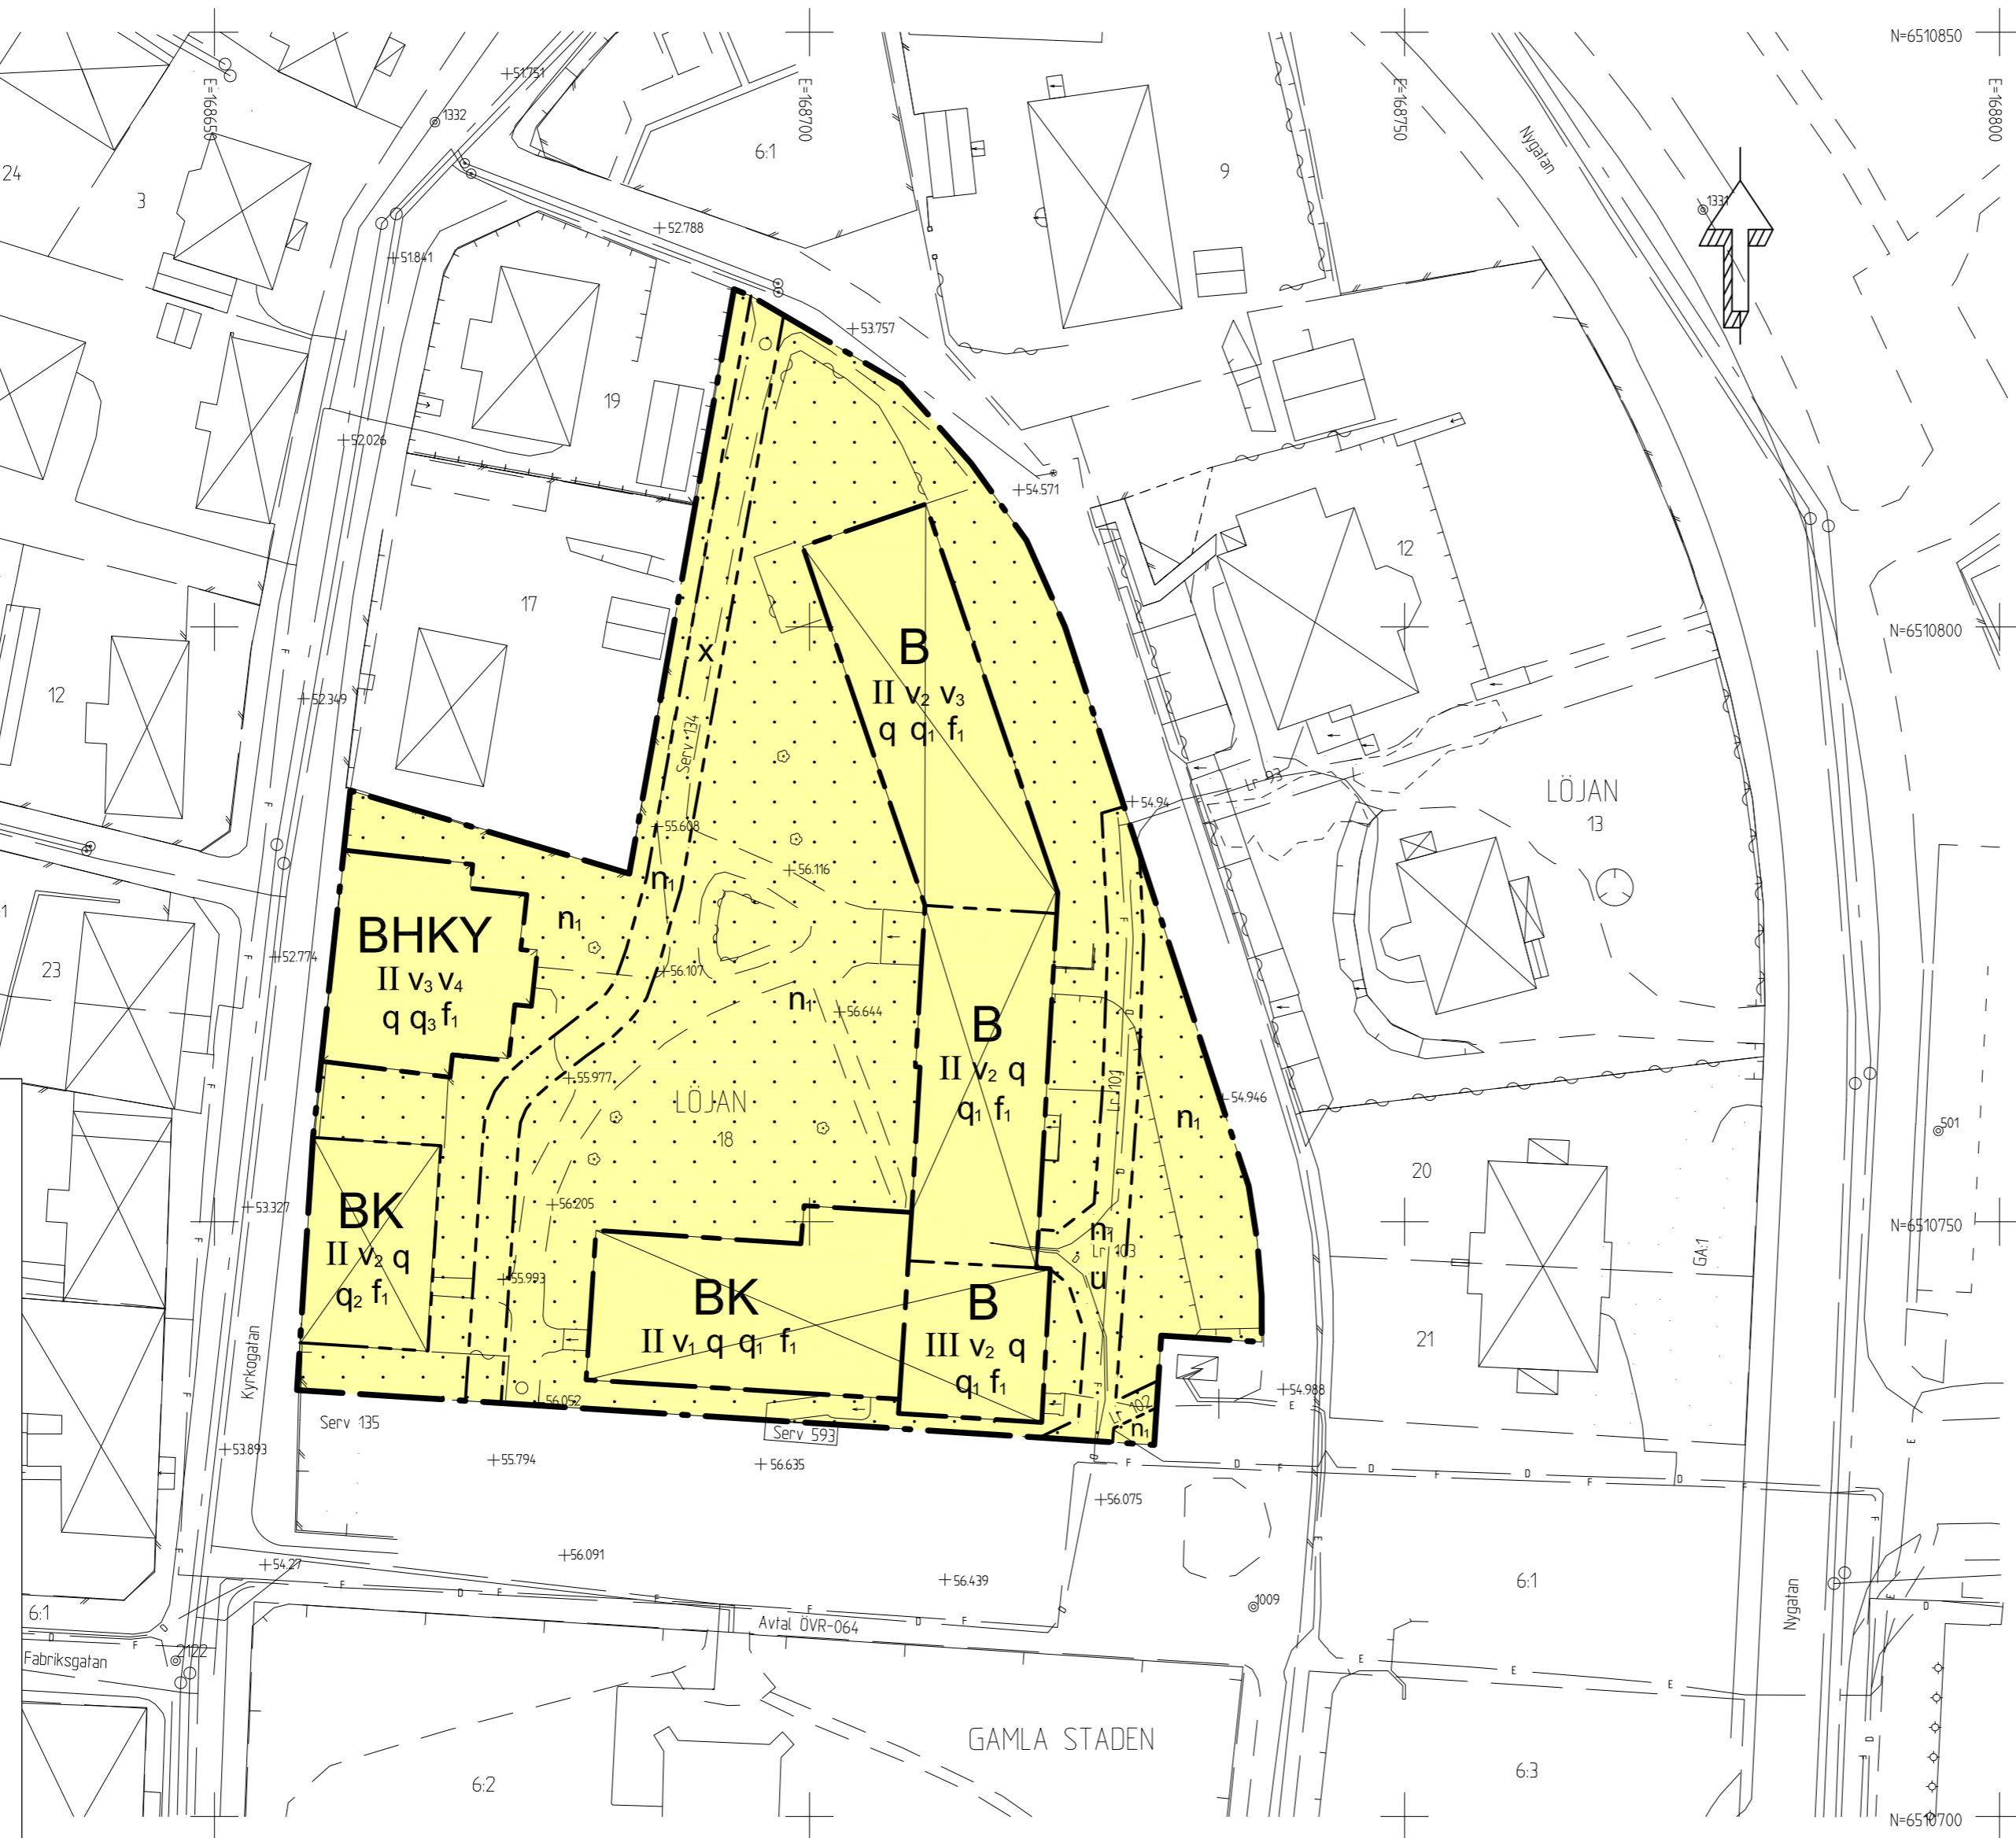 N=6510850
E=168650
E=168700
E=168750
E=168800
+51.751
1332
6:1
9
Nygatan
24
3
+52.788
1331
+51.841
+53.757
19
+52.026
+54.571
12
17
N=6510800
B
II v₂ v₃
q q₁ f₁
x
12
+52.349
Serv 134
Lr 93
LÖJAN
13
+54.94
+55.608
+56.116
n₁
n₁
BHKY
II v₃ v₄
q q₃ f₁
23
+52.774
+56.107
n₁
+56.644
B
II v₂ q
q₁ f₁
+55.977
LÖJAN
18
Lr 101
n₁
+54.946
501
20
+53.327
+56.205
BK
II v₂ q
q₂ f₁
N=6510750
n₁
Lr 103
u
GA:1
+55.993
BK
II v₁ q q₁ f₁
B
III v₂ q
q₁ f₁
21
Kyrkogatan
56.052
Lr 102
n₁
+54.988
E
Serv 135
Serv 593
+53.893
+55.794
+56.635
F D F D F D F D F
+56.075
+54.27
+56.091
+56.439
6:1
F D F E F D F
1009
6:1
Avtal ÖVR-064
Nygatan
D F
2122
Fabriksgatan
E E E
GAMLA STADEN
6:2
6:3
N=6510700